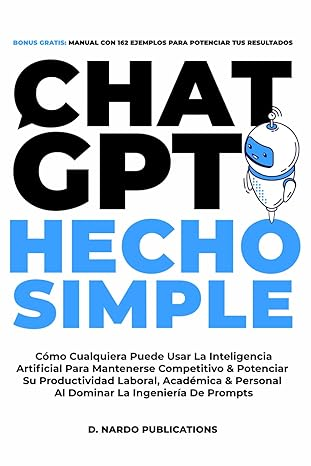 BONUS GRATIS: MANUAL CON 162 EJEMPLOS PARA POTENCIAR TUS RESULTADOS
CHAT
GPT
HECHO
SIMPLE
Cómo Cualquiera Puede Usar La Inteligencia
Artificial Para Mantenerse Competitivo & Potenciar
Su Productividad Laboral, Académica & Personal
Al Dominar La Ingeniería De Prompts
D. NARDO PUBLICATIONS